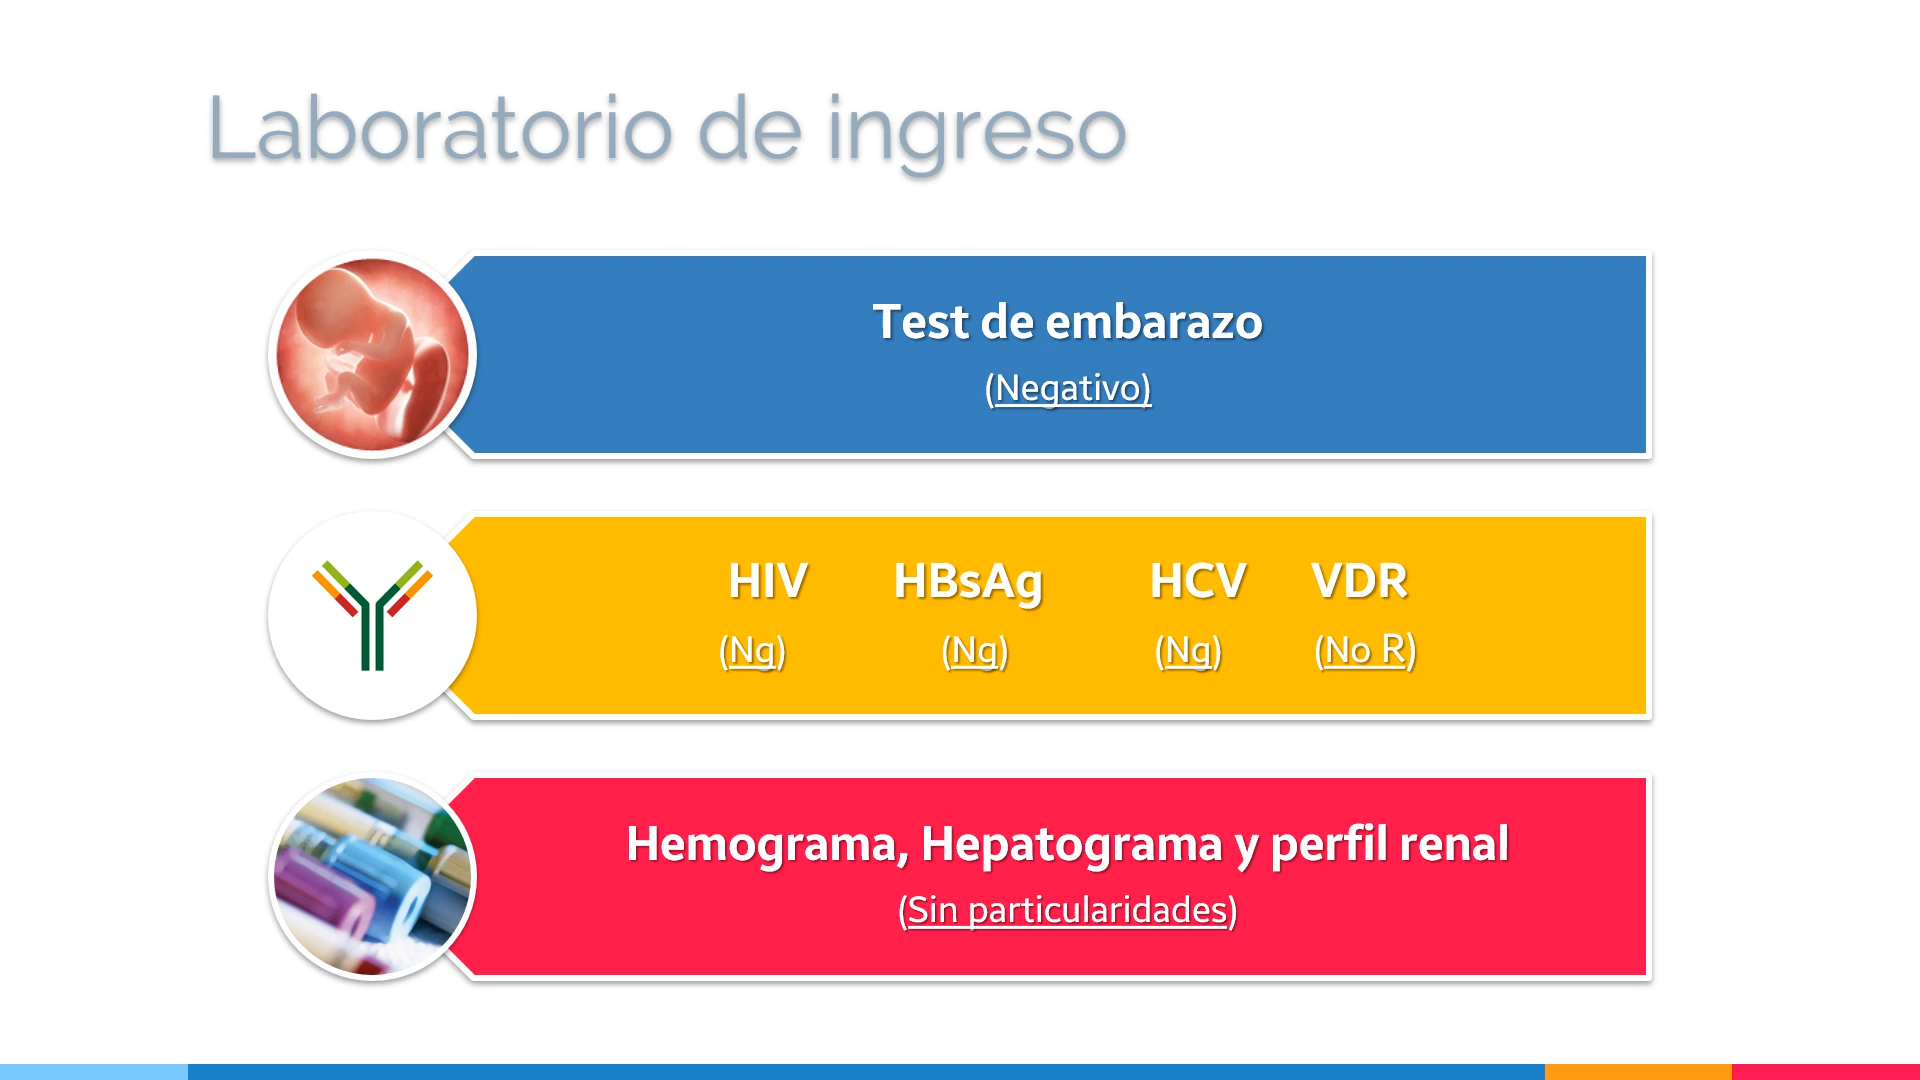 Laboratorio de ingreso
Test de embarazo
(Negativo)
HIV HBsAg HCV VDR
(Ng) (Ng) (Ng) (No R)
Hemograma, Hepatograma y perfil renal
(Sin particularidades)